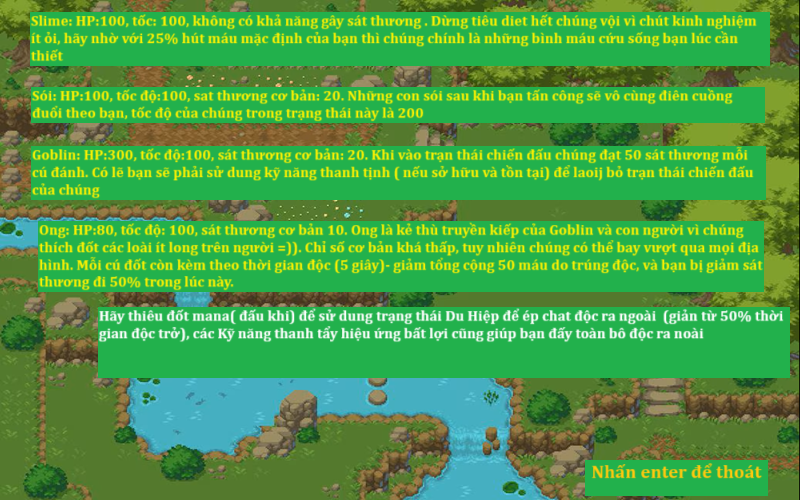 Slime: HP:100, tốc: 100, không có khả năng gây sát thương . Dừng tiêu diet hết chúng vội vì chút kinh nghiệm
ít ỏi, hãy nhờ với 25% hút máu mặc định của bạn thì chúng chính là những bình máu cứu sống bạn lúc cần
thiết
Sói: HP:100, tốc độ:100, sat thương cơ bản: 20. Những con sói sau khi bạn tấn công sẽ vô cùng điên cuồng
đuổi theo bạn, tốc độ của chúng trong trạng thái này là 200
Goblin: HP:300, tốc độ:100, sát thương cơ bản: 20. Khi vào trạn thái chiến đấu chúng đạt 50 sát thương mỗi
cú đánh. Có lẽ bạn sẽ phải sử dung kỹ năng thanh tịnh ( nếu sở hữu và tồn tại) để laoij bỏ trạn thái chiến đấu
của chúng
Ong: HP:80, tốc độ: 100, sát thương cơ bản 10. Ong là kẻ thù truyền kiếp của Goblin và con người vì chúng
thích đốt các loài ít long trên người =)). Chỉ số cơ bản khá thấp, tuy nhiên chúng có thể bay vượt qua mọi địa
hình. Mỗi cú đốt còn kèm theo thời gian độc (5 giây)- giảm tổng cộng 50 máu do trúng độc, và bạn bị giảm sát
thương đi 50% trong lúc này.
Hãy thiêu đốt mana( đấu khí) để sử dung trạng thái Du Hiệp để ép chat độc ra ngoài  (giản từ 50% thời
gian độc trở), các Kỹ năng thanh tẩy hiệu ứng bất lợi cũng giúp bạn đẩy toàn bô độc ra noài
Nhấn enter để thoát